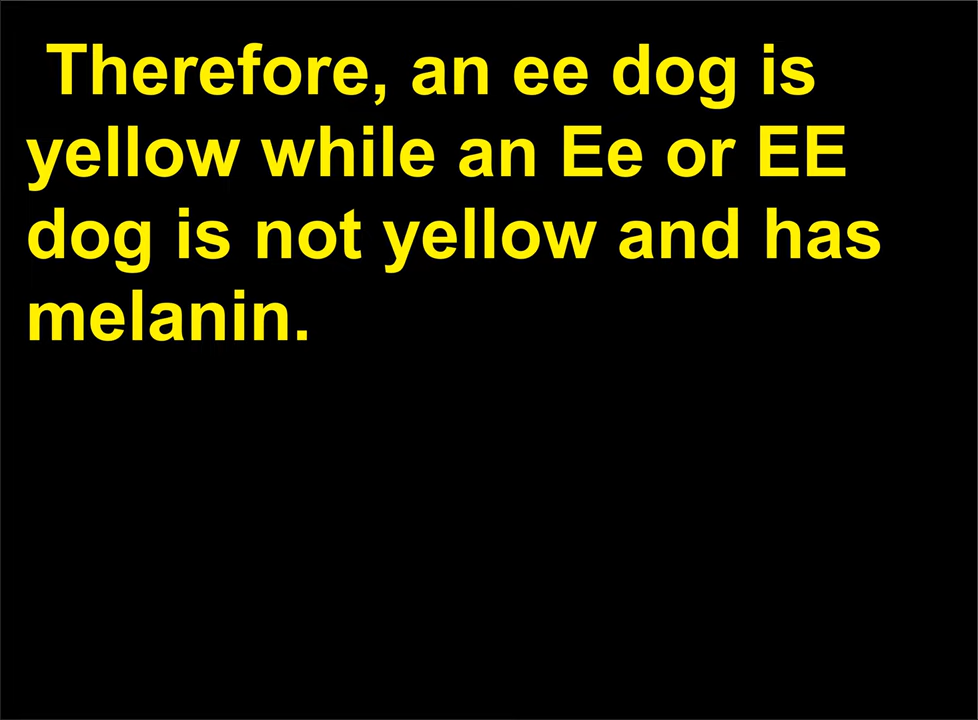 Therefore, an ee dog is
yellow while an Ee or EE
dog is not yellow and has
melanin.